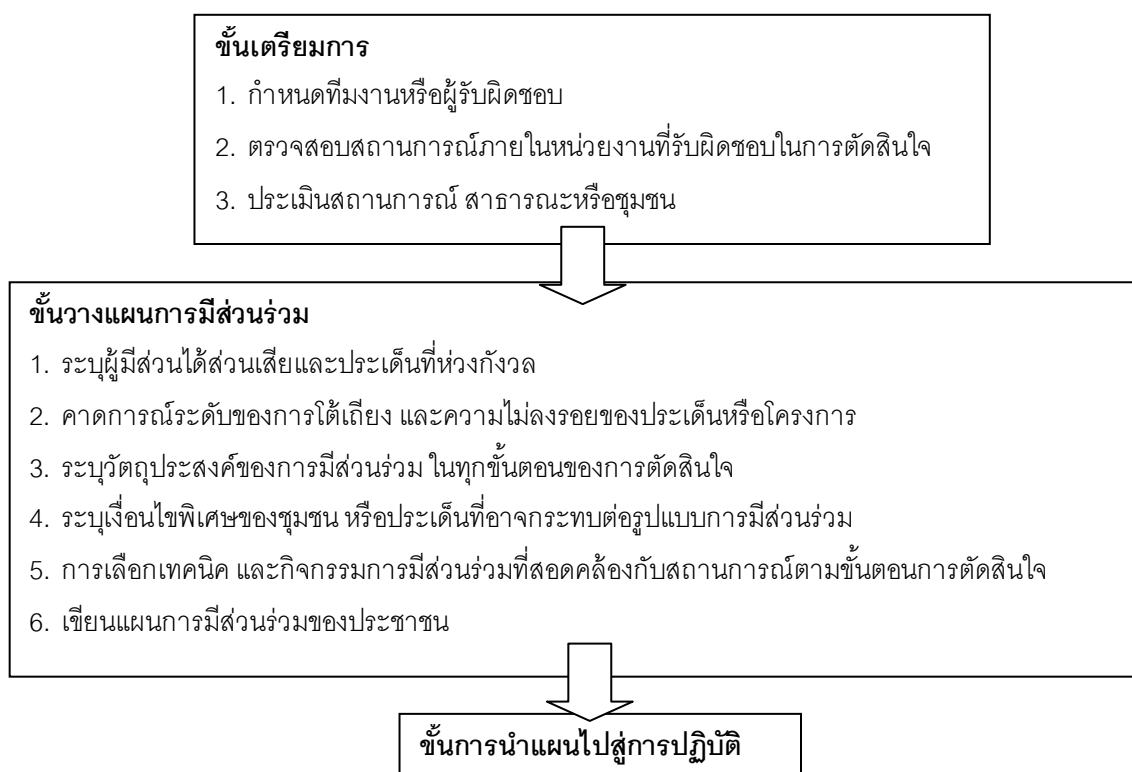 ขั้นเตรียมการ
1. กำหนดทีมงานหรือผู้รับผิดชอบ
2. ตรวจสอบสถานการณ์ภายในหน่วยงานที่รับผิดชอบในการตัดสินใจ
3. ประเมินสถานการณ์ สาธารณะหรือชุมชน
ขั้นวางแผนการมีส่วนร่วม
1. ระบุผู้มีส่วนได้ส่วนเสียและประเด็นที่ห่วงกังวล
2. คาดการณ์ระดับของการโต้เถียง และความไม่ลงรอยของประเด็นหรือโครงการ
3. ระบุวัตถุประสงค์ของการมีส่วนร่วม ในทุกขั้นตอนของการตัดสินใจ
4. ระบุเงื่อนไขพิเศษของชุมชน หรือประเด็นที่อาจกระทบต่อรูปแบบการมีส่วนร่วม
5. การเลือกเทคนิค และกิจกรรมการมีส่วนร่วมที่สอดคล้องกับสถานการณ์ตามขั้นตอนการตัดสินใจ
6. เขียนแผนการมีส่วนร่วมของประชาชน
ขั้นการนำแผนไปสู่การปฏิบัติ